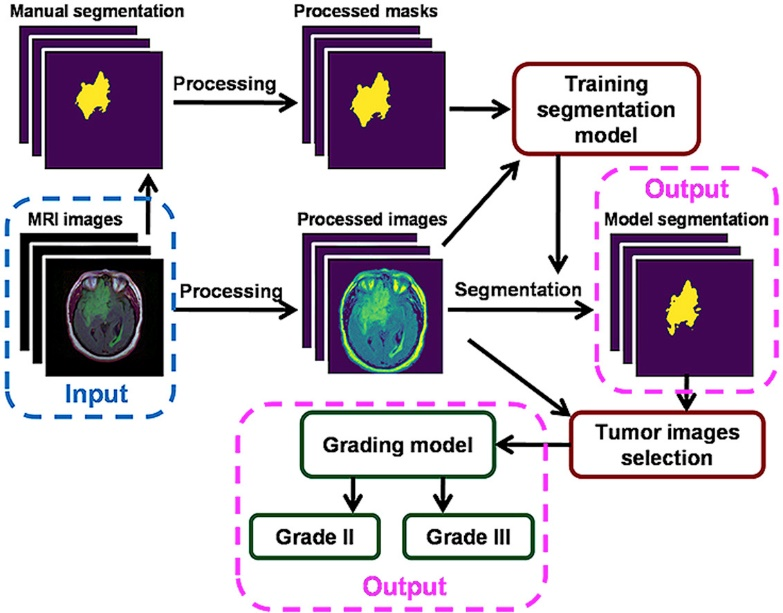 Manual segmentation
Processed masks
Processing
Training
segmentation
model
Output
MRI images
Processed images
Model segmentation
Processing
Segmentation
Input
Grading model
Tumor images
selection
Grade II
Grade III
Output